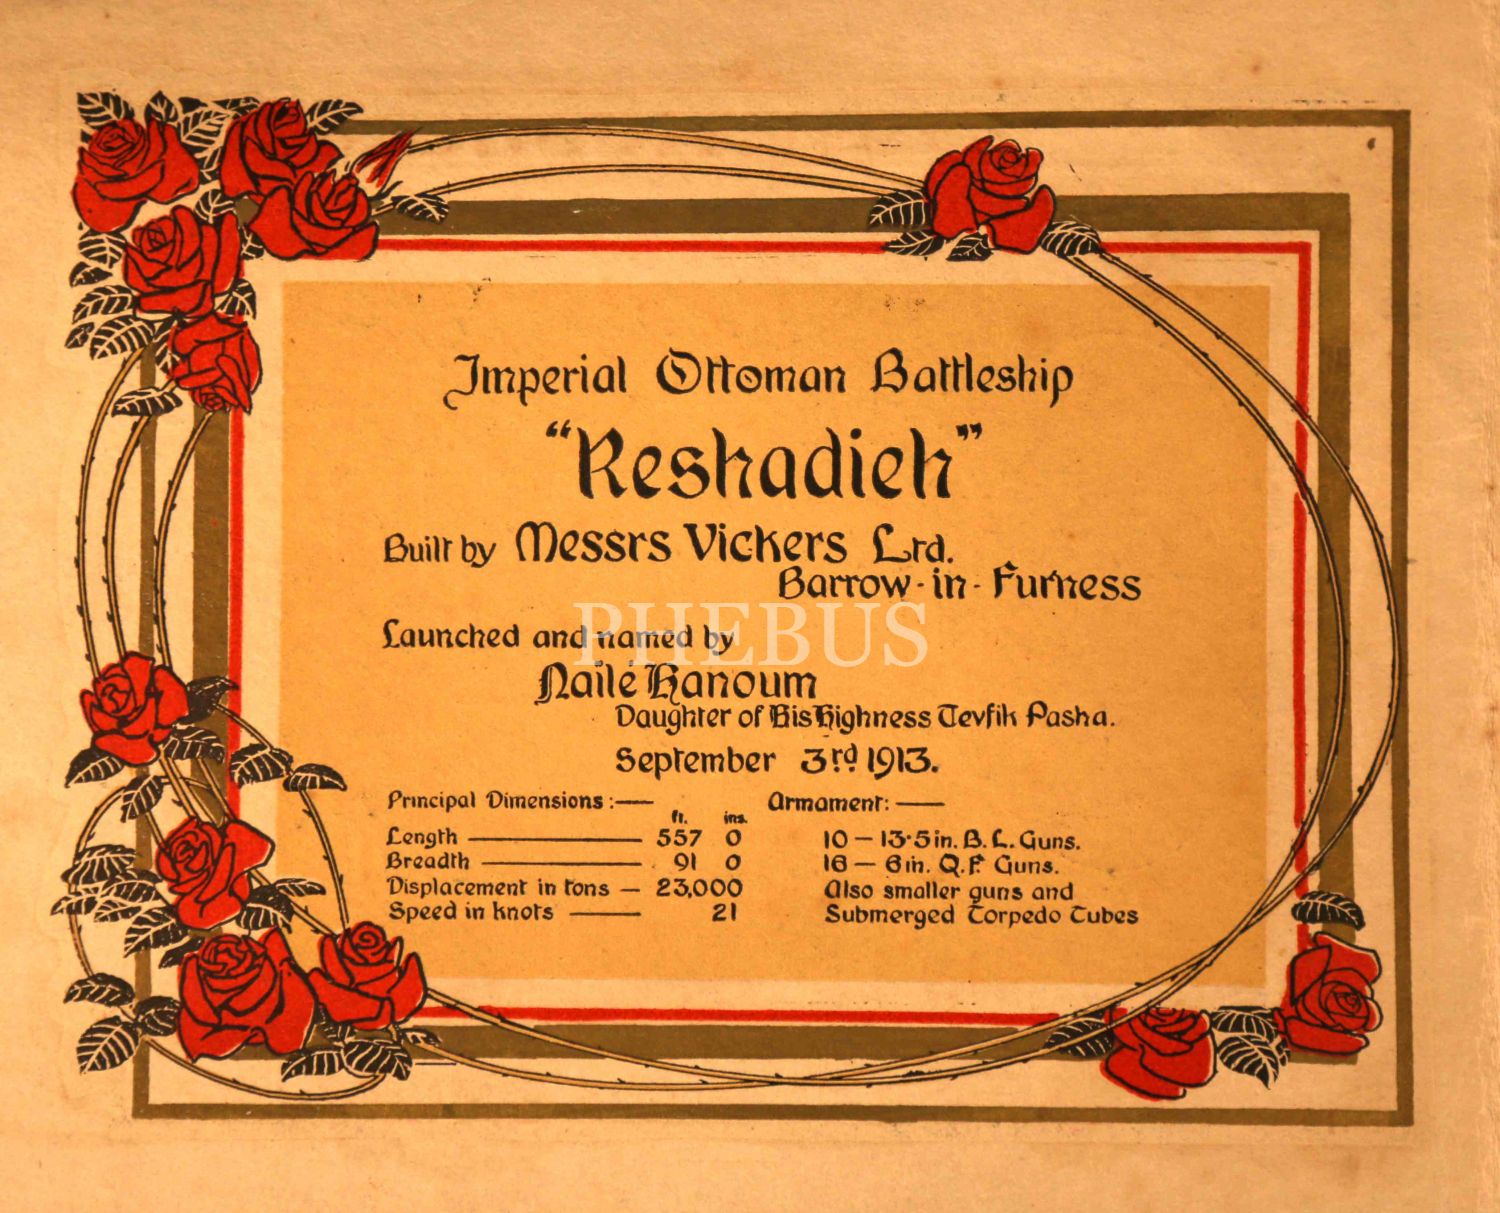 Imperial Ottoman Battleship
"Reshadieh"
Built by Messrs Vickers Ltd.
Barrow-in-Furness
PHEBUS
Launched and named by
Nailé Hanoum
Daughter of His Highness Tevfik Pasha.
September 3rd 1913.
Principal Dimensions:— Armament:—
ft. ins.
Length — 557 0 10 — 13·5 in. B. L. Guns.
Breadth — 91 0 16 — 6 in. Q. F. Guns.
Displacement in tons — 23,000 Also smaller guns and
Speed in knots — 21 Submerged Torpedo Tubes